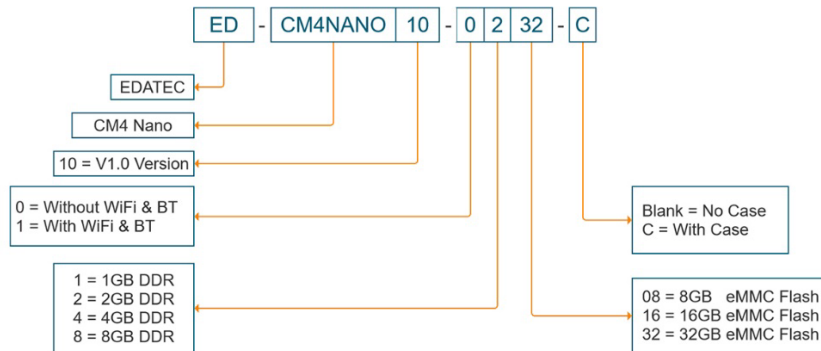 ED - CM4NANO 10 - 0 2 32 - C
EDATEC
CM4 Nano
10 = V1.0 Version
0 = Without WiFi & BT
1 = With WiFi & BT
Blank = No Case
C = With Case
1 = 1GB DDR
2 = 2GB DDR
4 = 4GB DDR
8 = 8GB DDR
08 = 8GB eMMC Flash
16 = 16GB eMMC Flash
32 = 32GB eMMC Flash